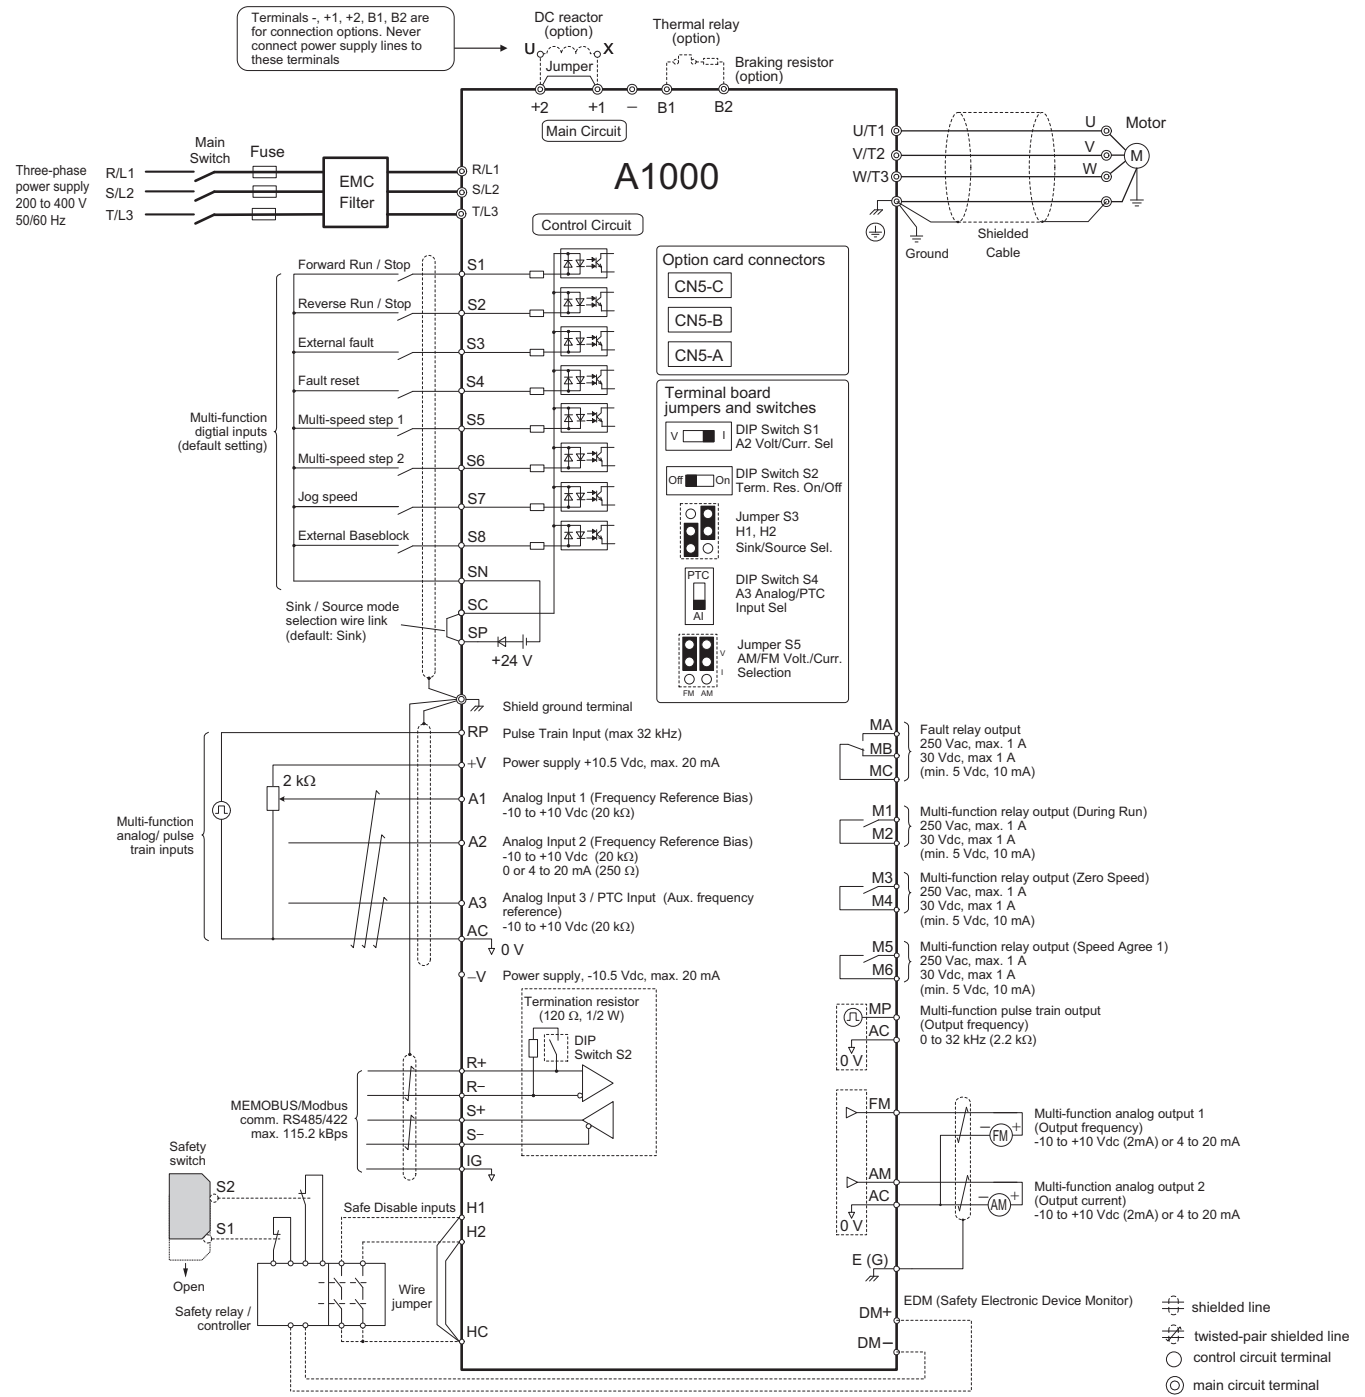 Terminals -, +1, +2, B1, B2 are
for connection options. Never
connect power supply lines to
these terminals
DC reactor
(option)
U
X
Jumper
Thermal relay
(option)
Braking resistor
(option)
+2
+1
–
B1
B2
Main Circuit
A1000
Three-phase
power supply
200 to 400 V
50/60 Hz
R/L1
S/L2
T/L3
Main
Switch
Fuse
EMC
Filter
R/L1
S/L2
T/L3
U/T1
V/T2
W/T3
U
V
W
Motor
M
Ground
Shielded
Cable
Control Circuit
Multi-function
digtial inputs
(default setting)
Forward Run / Stop
S1
Reverse Run / Stop
S2
External fault
S3
Fault reset
S4
Multi-speed step 1
S5
Multi-speed step 2
S6
Jog speed
S7
External Baseblock
S8
SN
SC
SP
+24 V
Sink / Source mode
selection wire link
(default: Sink)
Option card connectors
CN5-C
CN5-B
CN5-A
Terminal board
jumpers and switches
V
I
DIP Switch S1
A2 Volt/Curr. Sel
Off
On
DIP Switch S2
Term. Res. On/Off
Jumper S3
H1, H2
Sink/Source Sel.
PTC
AI
DIP Switch S4
A3 Analog/PTC
Input Sel
V
I
FM AM
Jumper S5
AM/FM Volt./Curr.
Selection
Shield ground terminal
Multi-function
analog/ pulse
train inputs
2 kΩ
RP
Pulse Train Input (max 32 kHz)
+V
Power supply +10.5 Vdc, max. 20 mA
A1
Analog Input 1 (Frequency Reference Bias)
-10 to +10 Vdc (20 kΩ)
A2
Analog Input 2 (Frequency Reference Bias)
-10 to +10 Vdc (20 kΩ)
0 or 4 to 20 mA (250 Ω)
A3
Analog Input 3 / PTC Input (Aux. frequency
reference)
-10 to +10 Vdc (20 kΩ)
AC
0 V
–V
Power supply, -10.5 Vdc, max. 20 mA
Termination resistor
(120 Ω, 1/2 W)
DIP
Switch S2
MEMOBUS/Modbus
comm. RS485/422
max. 115.2 kBps
R+
R–
S+
S–
IG
Safety
switch
S2
S1
Open
Safety relay /
controller
Safe Disable inputs
H1
H2
Wire
jumper
HC
MA
MB
MC
Fault relay output
250 Vac, max. 1 A
30 Vdc, max 1 A
(min. 5 Vdc, 10 mA)
M1
M2
Multi-function relay output (During Run)
250 Vac, max. 1 A
30 Vdc, max 1 A
(min. 5 Vdc, 10 mA)
M3
M4
Multi-function relay output (Zero Speed)
250 Vac, max. 1 A
30 Vdc, max 1 A
(min. 5 Vdc, 10 mA)
M5
M6
Multi-function relay output (Speed Agree 1)
250 Vac, max. 1 A
30 Vdc, max 1 A
(min. 5 Vdc, 10 mA)
MP
AC
0 V
Multi-function pulse train output
(Output frequency)
0 to 32 kHz (2.2 kΩ)
FM
– FM +
Multi-function analog output 1
(Output frequency)
-10 to +10 Vdc (2mA) or 4 to 20 mA
AM
AC
0 V
– AM +
Multi-function analog output 2
(Output current)
-10 to +10 Vdc (2mA) or 4 to 20 mA
E (G)
DM+
DM–
EDM (Safety Electronic Device Monitor)
shielded line
twisted-pair shielded line
control circuit terminal
main circuit terminal